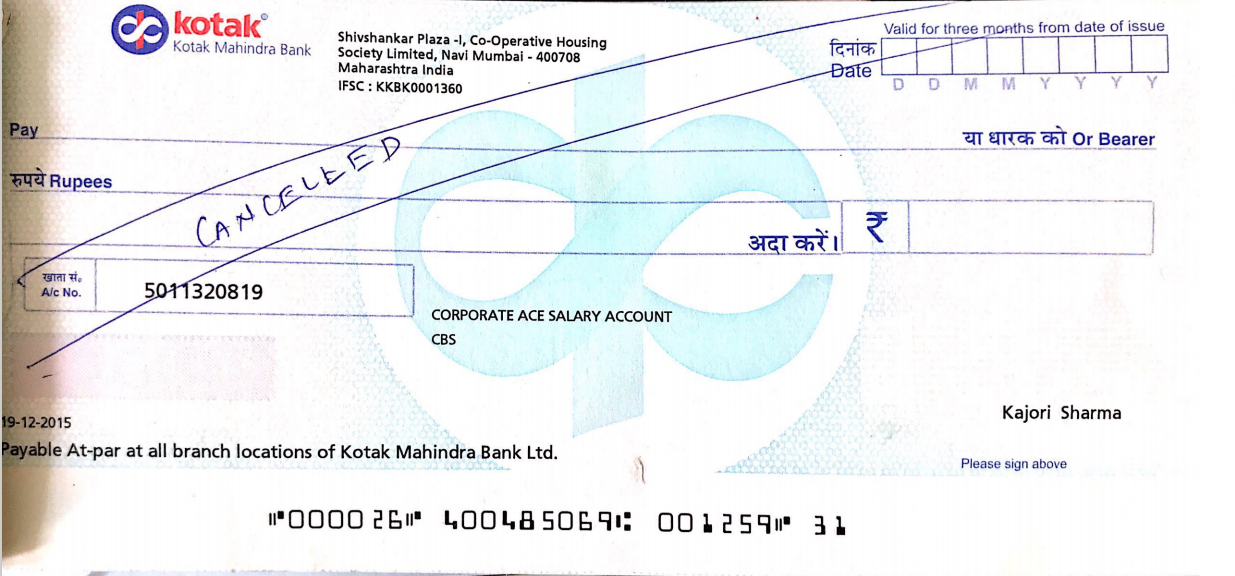 kotak
Kotak Mahindra Bank
Shivshankar Plaza -I, Co-Operative Housing
Society Limited, Navi Mumbai - 400708
Maharashtra India
IFSC : KKBK0001360
Valid for three months from date of issue
दिनांक
Date
D D M M Y Y Y Y
Pay
या धारक को Or Bearer
रुपये Rupees
CANCELLED
अदा करें। ₹
खाता सं.
A/c No.
5011320819
CORPORATE ACE SALARY ACCOUNT
CBS
Kajori Sharma
19-12-2015
Payable At-par at all branch locations of Kotak Mahindra Bank Ltd.
Please sign above
⑈000026⑈ 400485069⑆ 001259⑈ 31